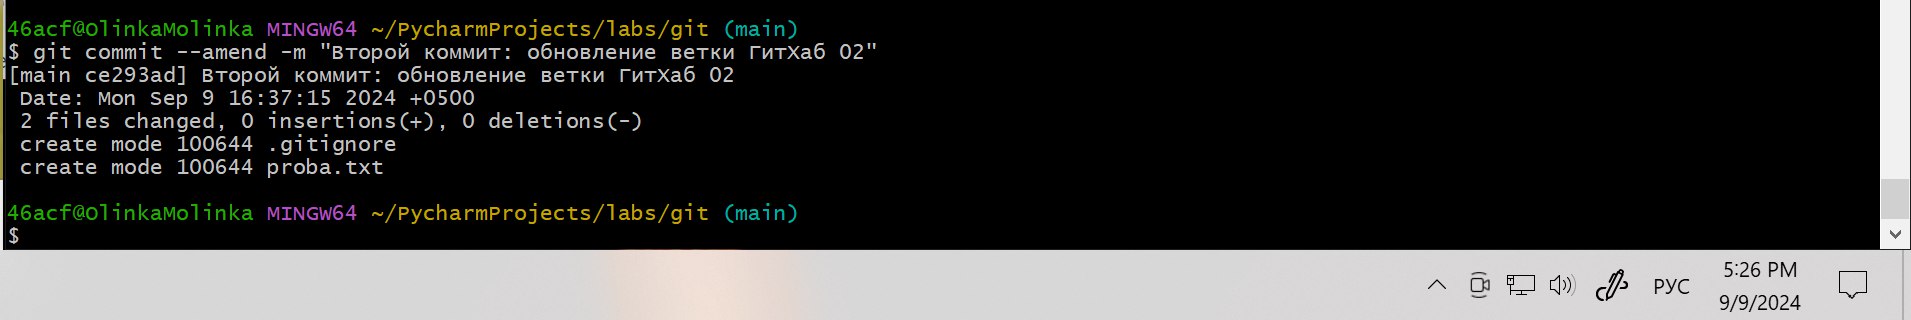 46acf@OlinkaMolinka MINGW64 ~/PycharmProjects/labs/git (main)
$ git commit --amend -m "Второй коммит: обновление ветки ГитХаб 02"
[main ce293ad] Второй коммит: обновление ветки ГитХаб 02
Date: Mon Sep 9 16:37:15 2024 +0500
2 files changed, 0 insertions(+), 0 deletions(-)
create mode 100644 .gitignore
create mode 100644 proba.txt
46acf@OlinkaMolinka MINGW64 ~/PycharmProjects/labs/git (main)
$
РУС
5:26 PM
9/9/2024